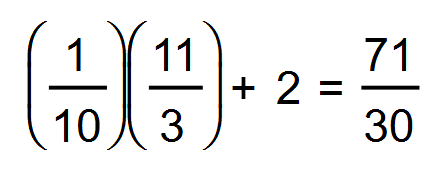 (1/10)(11/3) + 2 = 71/30